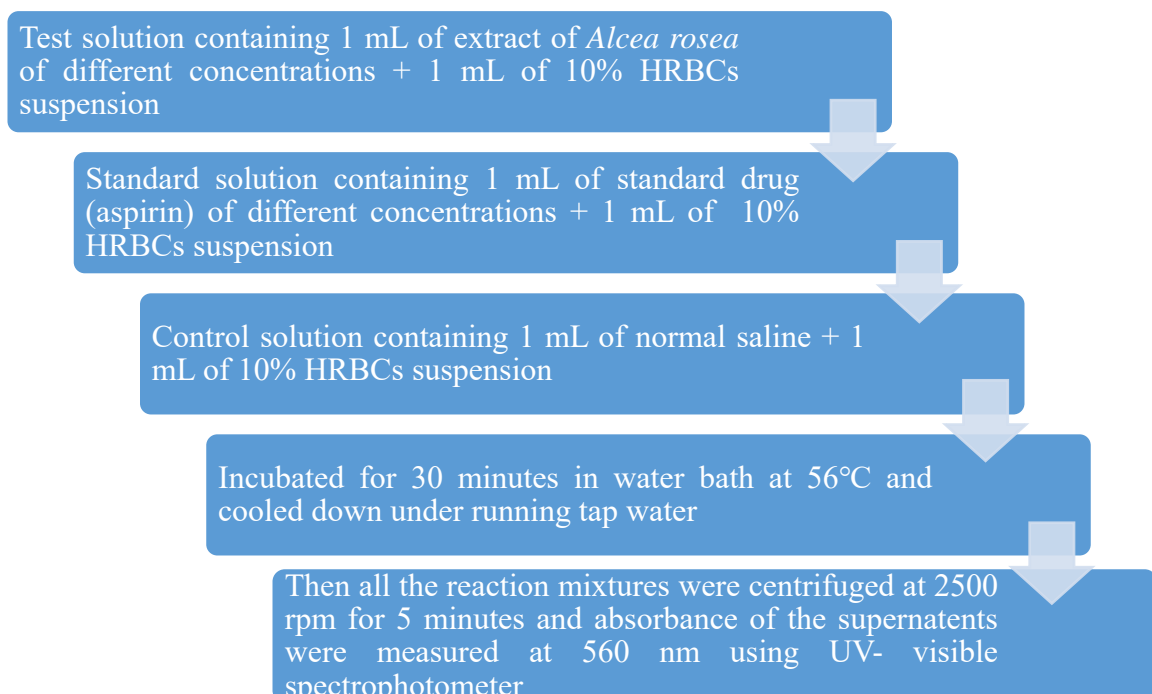 Test solution containing 1 mL of extract of Alcea rosea
of different concentrations + 1 mL of 10% HRBCs
suspension
Standard solution containing 1 mL of standard drug
(aspirin) of different concentrations + 1 mL of 10%
HRBCs suspension
Control solution containing 1 mL of normal saline + 1
mL of 10% HRBCs suspension
Incubated for 30 minutes in water bath at 56℃ and
cooled down under running tap water
Then all the reaction mixtures were centrifuged at 2500
rpm for 5 minutes and absorbance of the supernatents
were measured at 560 nm using UV- visible
spectrophotometer